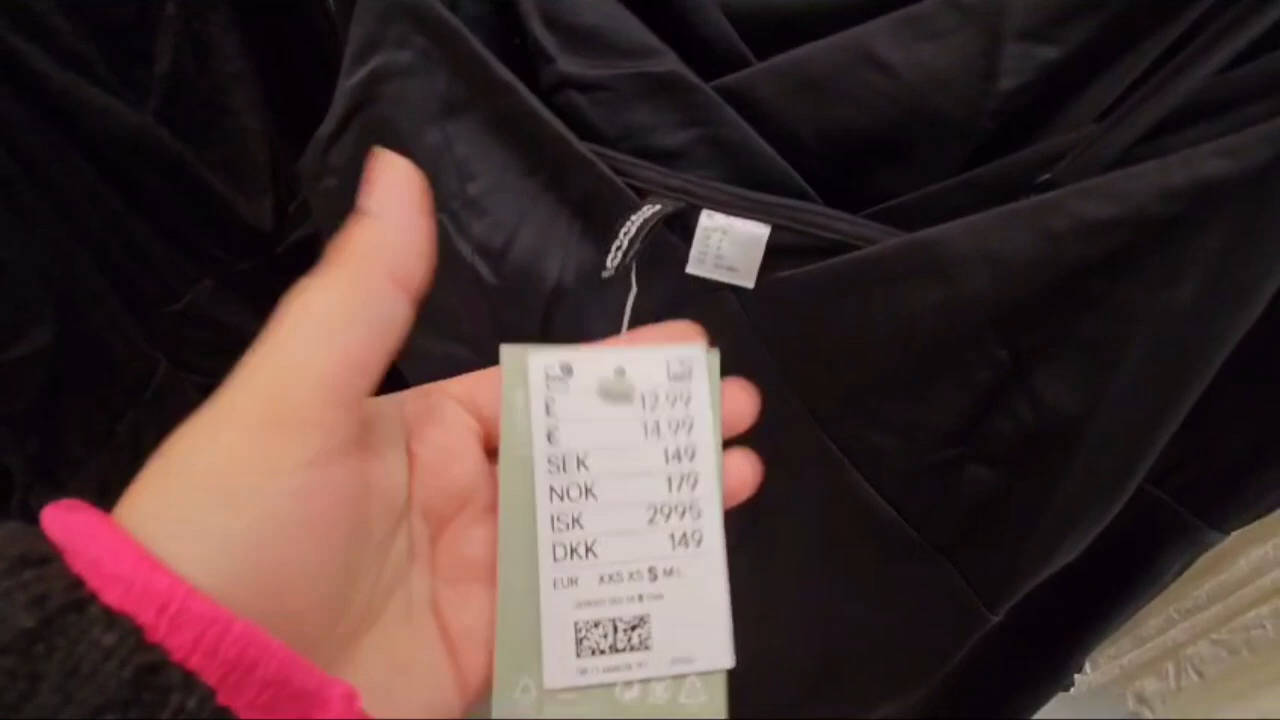 £ 12.99
€ 14.99
SEK 149
NOK 179
ISK 2995
DKK 149
EUR XXS XS S M L